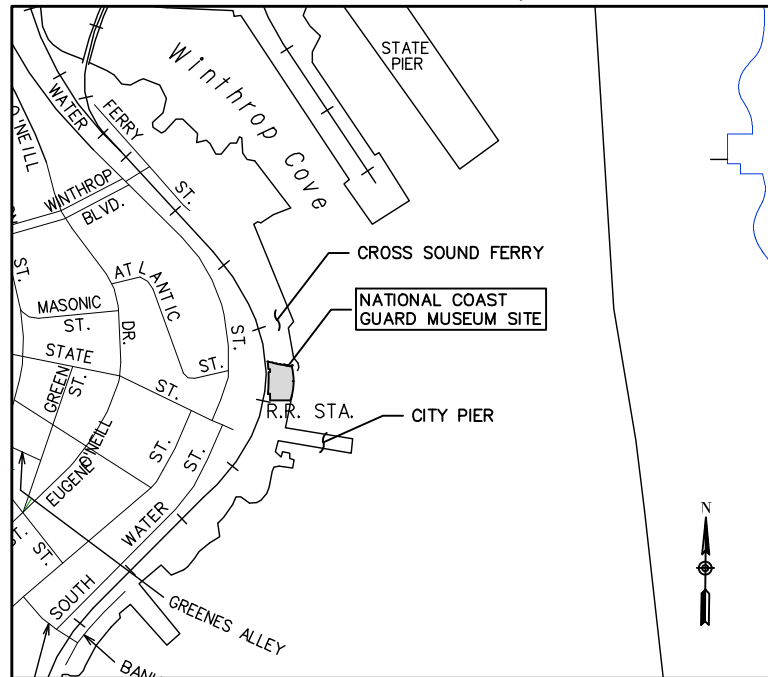 STATE
PIER
Winthrop Cove
WATER
FERRY
ST.
O'NEILL
WINTHROP
BLVD.
ST.
ATLANTIC
ST.
MASONIC
ST.
DR.
ST.
STATE
ST.
GREEN
ST.
CROSS SOUND FERRY
NATIONAL COAST
GUARD MUSEUM SITE
R.R. STA.
CITY PIER
EUGENE
O'NEILL
ST.
ST.
WATER
SOUTH
ST.
ST.
GREENES ALLEY
N